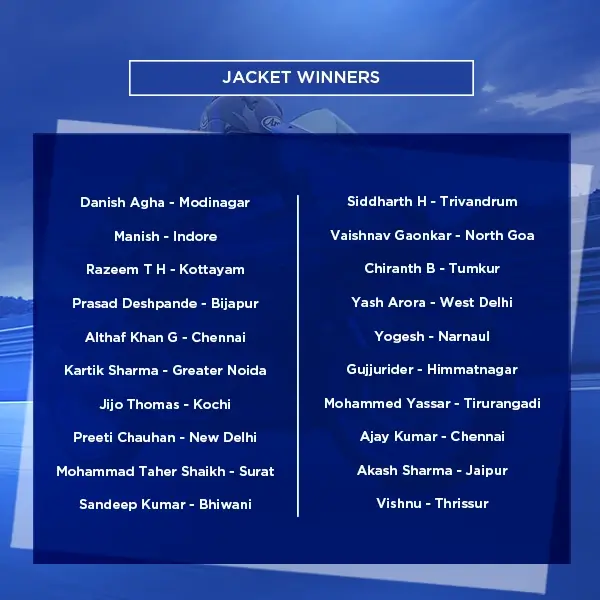 JACKET WINNERS
Danish Agha - Modinagar
Manish - Indore
Razeem T H - Kottayam
Prasad Deshpande - Bijapur
Althaf Khan G - Chennai
Kartik Sharma - Greater Noida
Jijo Thomas - Kochi
Preeti Chauhan - New Delhi
Mohammad Taher Shaikh - Surat
Sandeep Kumar - Bhiwani
Siddharth H - Trivandrum
Vaishnav Gaonkar - North Goa
Chiranth B - Tumkur
Yash Arora - West Delhi
Yogesh - Narnaul
Gujjurider - Himmatnagar
Mohammed Yassar - Tirurangadi
Ajay Kumar - Chennai
Akash Sharma - Jaipur
Vishnu - Thrissur